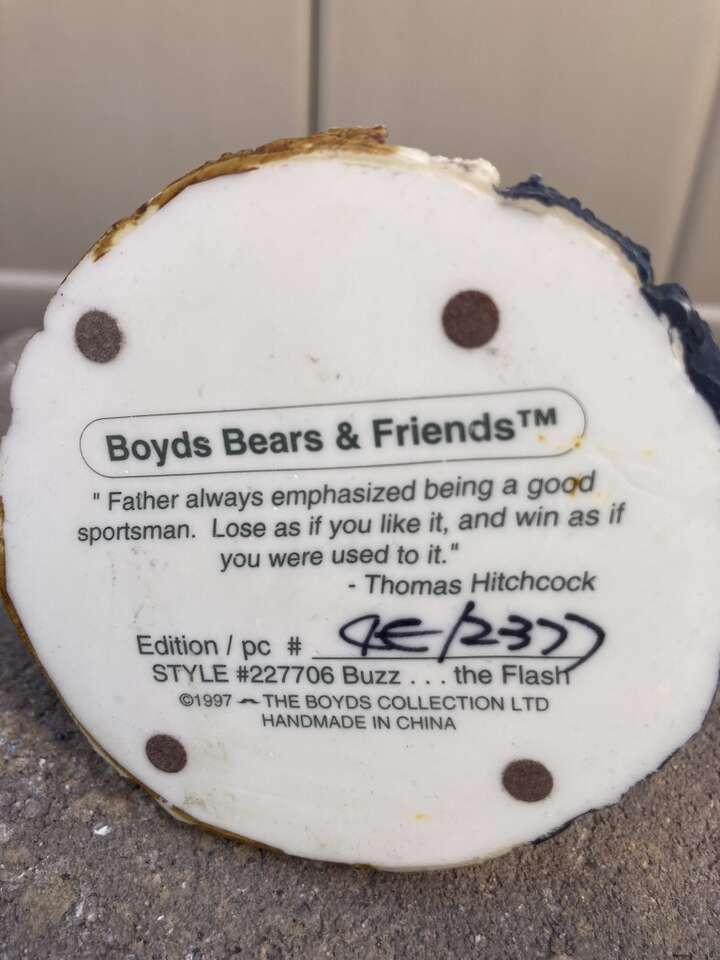 Boyds Bears & Friends™
" Father always emphasized being a good
sportsman. Lose as if you like it, and win as if
you were used to it."
- Thomas Hitchcock
Edition / pc # 4E/2377
STYLE #227706 Buzz . . . the Flash
©1997 THE BOYDS COLLECTION LTD
HANDMADE IN CHINA